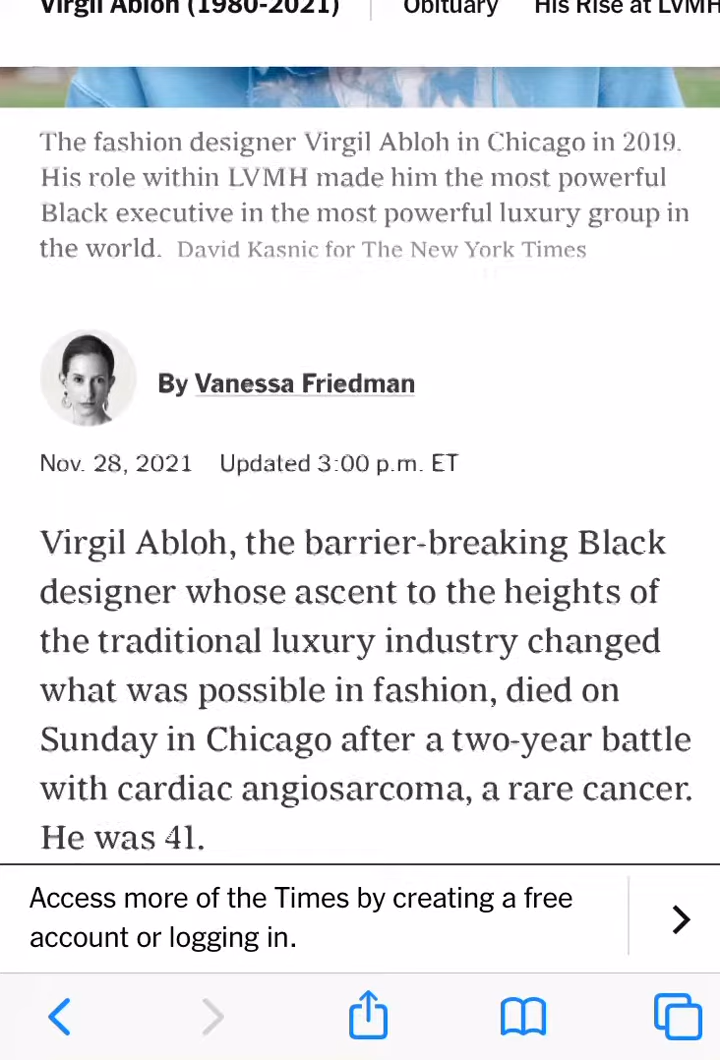 Virgil Abloh (1980-2021) Obituary His Rise at LVMH
The fashion designer Virgil Abloh in Chicago in 2019.
His role within LVMH made him the most powerful
Black executive in the most powerful luxury group in
the world. David Kasnic for The New York Times
By Vanessa Friedman
Nov. 28, 2021 Updated 3:00 p.m. ET
Virgil Abloh, the barrier-breaking Black
designer whose ascent to the heights of
the traditional luxury industry changed
what was possible in fashion, died on
Sunday in Chicago after a two-year battle
with cardiac angiosarcoma, a rare cancer.
He was 41.
Access more of the Times by creating a free
account or logging in.